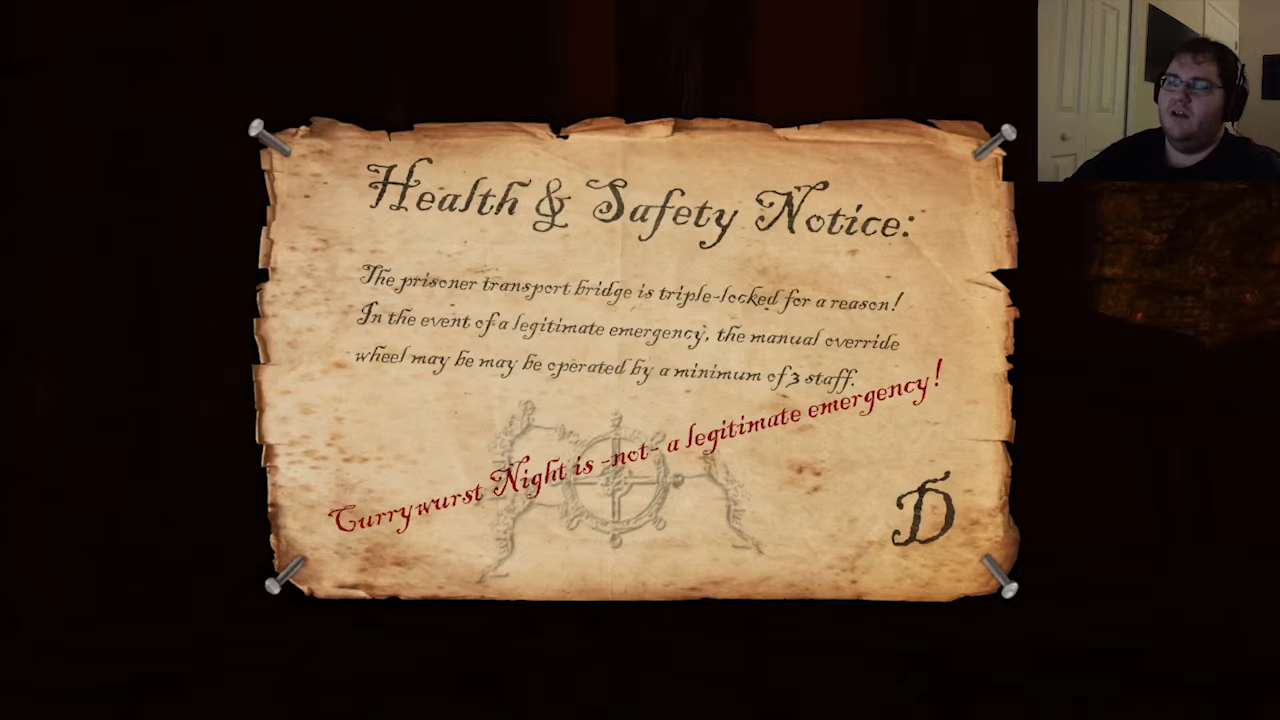 Health & Safety Notice:
The prisoner transport bridge is triple-locked for a reason!
In the event of a legitimate emergency, the manual override
wheel may be may be operated by a minimum of 3 staff.
Currywurst Night is -not- a legitimate emergency!
D